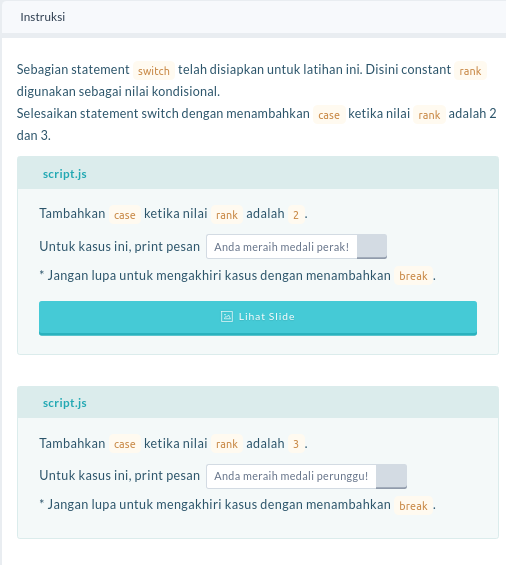 Instruksi
Sebagian statement switch telah disiapkan untuk latihan ini. Disini constant rank
digunakan sebagai nilai kondisional.
Selesaikan statement switch dengan menambahkan case ketika nilai rank adalah 2
dan 3.
script.js
Tambahkan case ketika nilai rank adalah 2 .
Untuk kasus ini, print pesan Anda meraih medali perak!
* Jangan lupa untuk mengakhiri kasus dengan menambahkan break .
Lihat Slide
script.js
Tambahkan case ketika nilai rank adalah 3 .
Untuk kasus ini, print pesan Anda meraih medali perunggu!
* Jangan lupa untuk mengakhiri kasus dengan menambahkan break .